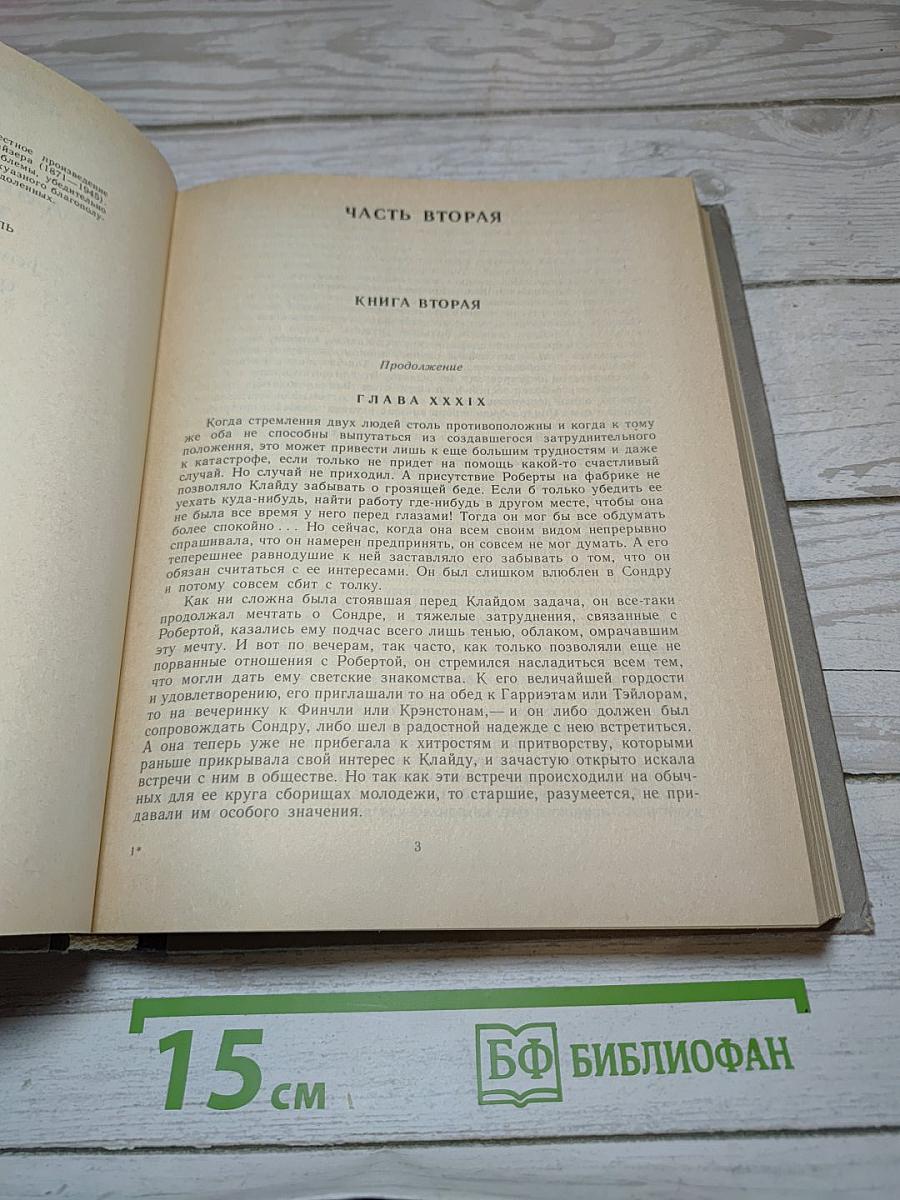 естное произведение
йзера (1871—1945).
блемы, убедительно
жуазного благополу-
доленных.
ЛЬ
ЧАСТЬ ВТОРАЯ
КНИГА ВТОРАЯ
Продолжение
ГЛАВА XXXIX
Когда стремления двух людей столь противоположны и когда к тому
же оба не способны выпутаться из создавшегося затруднительного
положения, это может привести лишь к еще большим трудностям и даже
к катастрофе, если только не придет на помощь какой-то счастливый
случай. Но случай не приходил. А присутствие Роберты на фабрике не
позволяло Клайду забывать о грозящей беде. Если б только убедить ее
уехать куда-нибудь, найти работу где-нибудь в другом месте, чтобы она
не была все время у него перед глазами! Тогда он мог бы все обдумать
более спокойно... Но сейчас, когда она всем своим видом непрерывно
спрашивала, что он намерен предпринять, он совсем не мог думать. А его
теперешнее равнодушие к ней заставляло его забывать о том, что он
обязан считаться с ее интересами. Он был слишком влюблен в Сондру
и потому совсем сбит с толку.
Как ни сложна была стоявшая перед Клайдом задача, он все-таки
продолжал мечтать о Сондре, и тяжелые затруднения, связанные с
Робертой, казались ему подчас всего лишь тенью, облаком, омрачавшим
эту мечту. И вот по вечерам, так часто, как только позволяли еще не
порванные отношения с Робертой, он стремился насладиться всем тем,
что могли дать ему светские знакомства. К его величайшей гордости
и удовлетворению, его приглашали то на обед к Гарриэтам или Тэйлорам,
то на вечеринку к Финчли или Крэнстонам,— и он либо должен был
сопровождать Сондру, либо шел в радостной надежде с нею встретиться.
А она теперь уже не прибегала к хитростям и притворству, которыми
раньше прикрывала свой интерес к Клайду, и зачастую открыто искала
встречи с ним в обществе. Но так как эти встречи происходили на обыч-
ных для ее круга сборищах молодежи, то старшие, разумеется, не при-
давали им особого значения.
1*
3
15 см
БФ БИБЛИОФАН